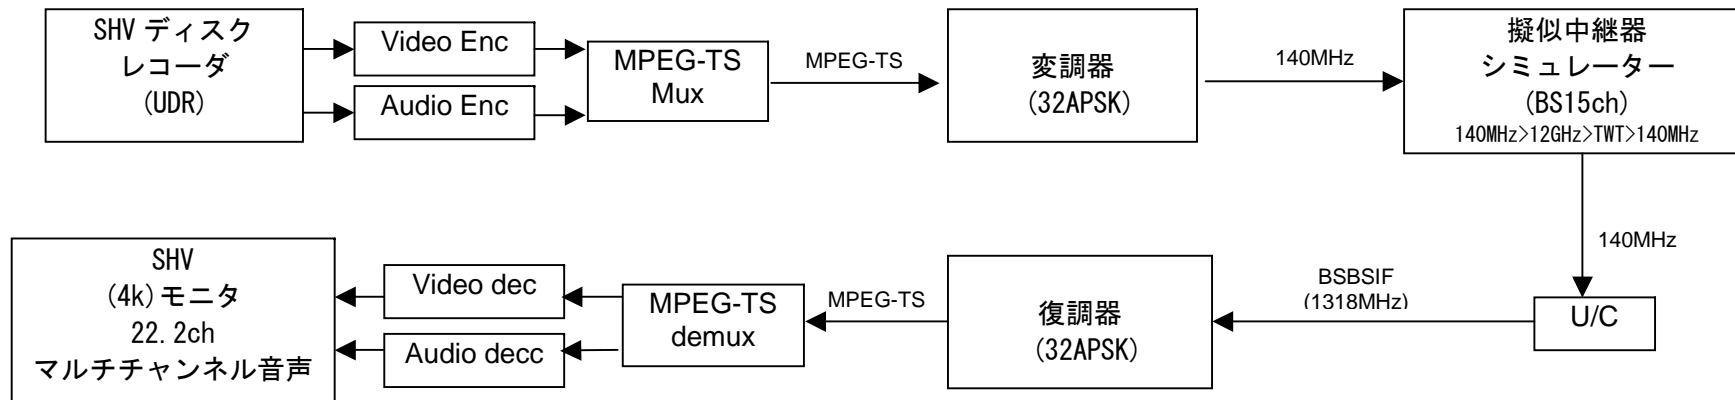 SHV ディスク
レコーダ
(UDR)
Video Enc
Audio Enc
MPEG-TS
Mux
MPEG-TS
変調器
(32APSK)
140MHz
擬似中継器
シミュレーター
(BS15ch)
140MHz>12GHz>TWT>140MHz
140MHz
U/C
BSBSIF
(1318MHz)
復調器
(32APSK)
MPEG-TS
MPEG-TS
demux
Video dec
Audio decc
SHV
(4k)モニタ
22.2ch
マルチチャンネル音声